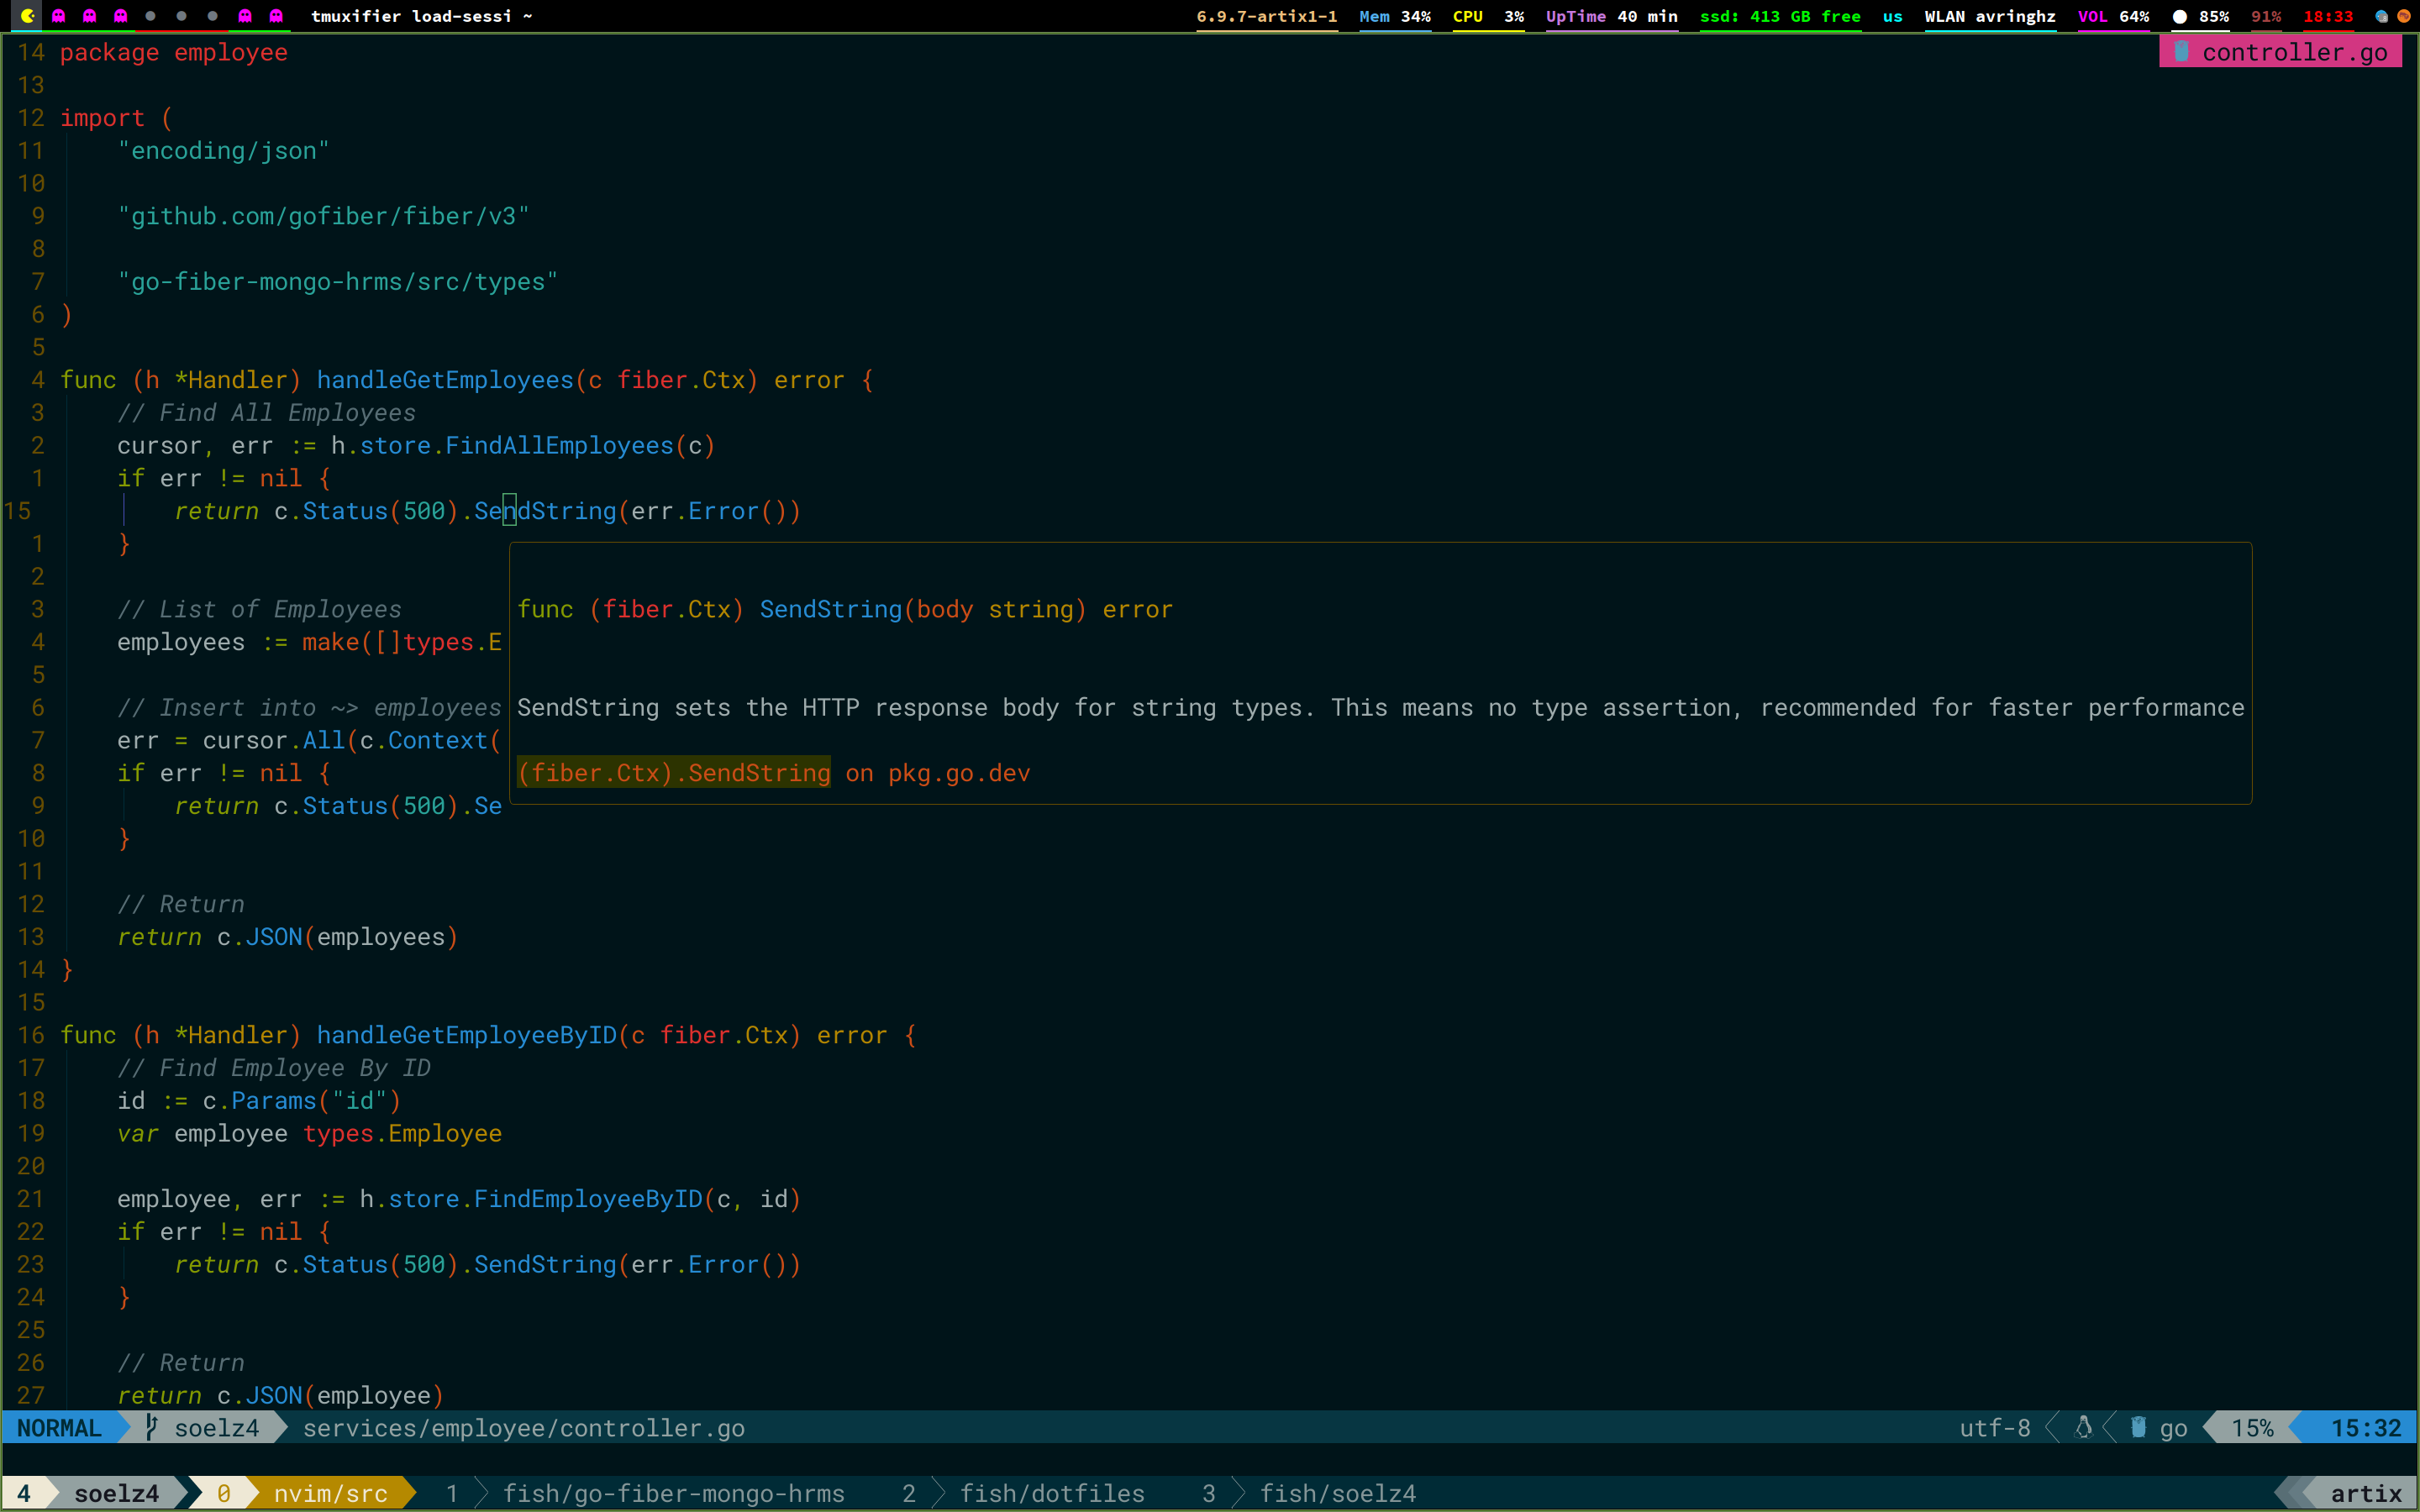 tmuxifier load-sessi ~ 6.9.7-artix1-1 Mem 34% CPU 3% UpTime 40 min ssd: 413 GB free us WLAN avringhz VOL 64% 85% 91% 18:33
14 package employee controller.go
13
12 import (
11 "encoding/json"
10
9 "github.com/gofiber/fiber/v3"
8
7 "go-fiber-mongo-hrms/src/types"
6 )
5
4 func (h *Handler) handleGetEmployees(c fiber.Ctx) error {
3 // Find All Employees
2 cursor, err := h.store.FindAllEmployees(c)
1 if err != nil {
15 return c.Status(500).SendString(err.Error())
1 }
2
3 // List of Employees func (fiber.Ctx) SendString(body string) error
4 employees := make([]types.E
5
6 // Insert into ~> employees SendString sets the HTTP response body for string types. This means no type assertion, recommended for faster performance
7 err = cursor.All(c.Context(
8 if err != nil { (fiber.Ctx).SendString on pkg.go.dev
9 return c.Status(500).Se
10 }
11
12 // Return
13 return c.JSON(employees)
14 }
15
16 func (h *Handler) handleGetEmployeeByID(c fiber.Ctx) error {
17 // Find Employee By ID
18 id := c.Params("id")
19 var employee types.Employee
20
21 employee, err := h.store.FindEmployeeByID(c, id)
22 if err != nil {
23 return c.Status(500).SendString(err.Error())
24 }
25
26 // Return
27 return c.JSON(employee)
NORMAL soelz4 services/employee/controller.go utf-8 go 15% 15:32
4 soelz4 0 nvim/src 1 fish/go-fiber-mongo-hrms 2 fish/dotfiles 3 fish/soelz4 artix